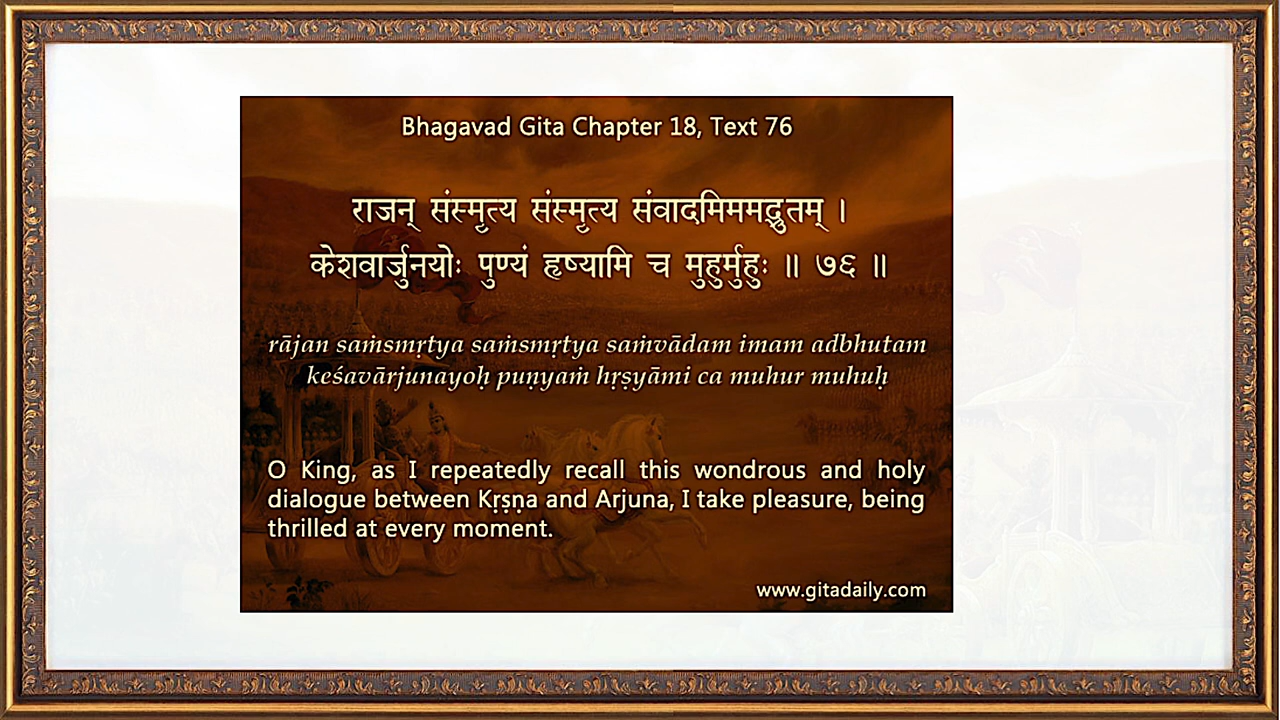 Bhagavad Gita Chapter 18, Text 76
राजन् संस्मृत्य संस्मृत्य संवादमिममद्भुतम् ।
केशवार्जुनयोः पुण्यं हृष्यामि च मुहुर्मुहुः ॥ ७६ ॥
rājan saṁsmṛtya saṁsmṛtya saṁvādam imam adbhutam
keśavārjunayoḥ puṇyaṁ hṛṣyāmi ca muhur muhuḥ
O King, as I repeatedly recall this wondrous and holy
dialogue between Kṛṣṇa and Arjuna, I take pleasure, being
thrilled at every moment.
www.gitadaily.com